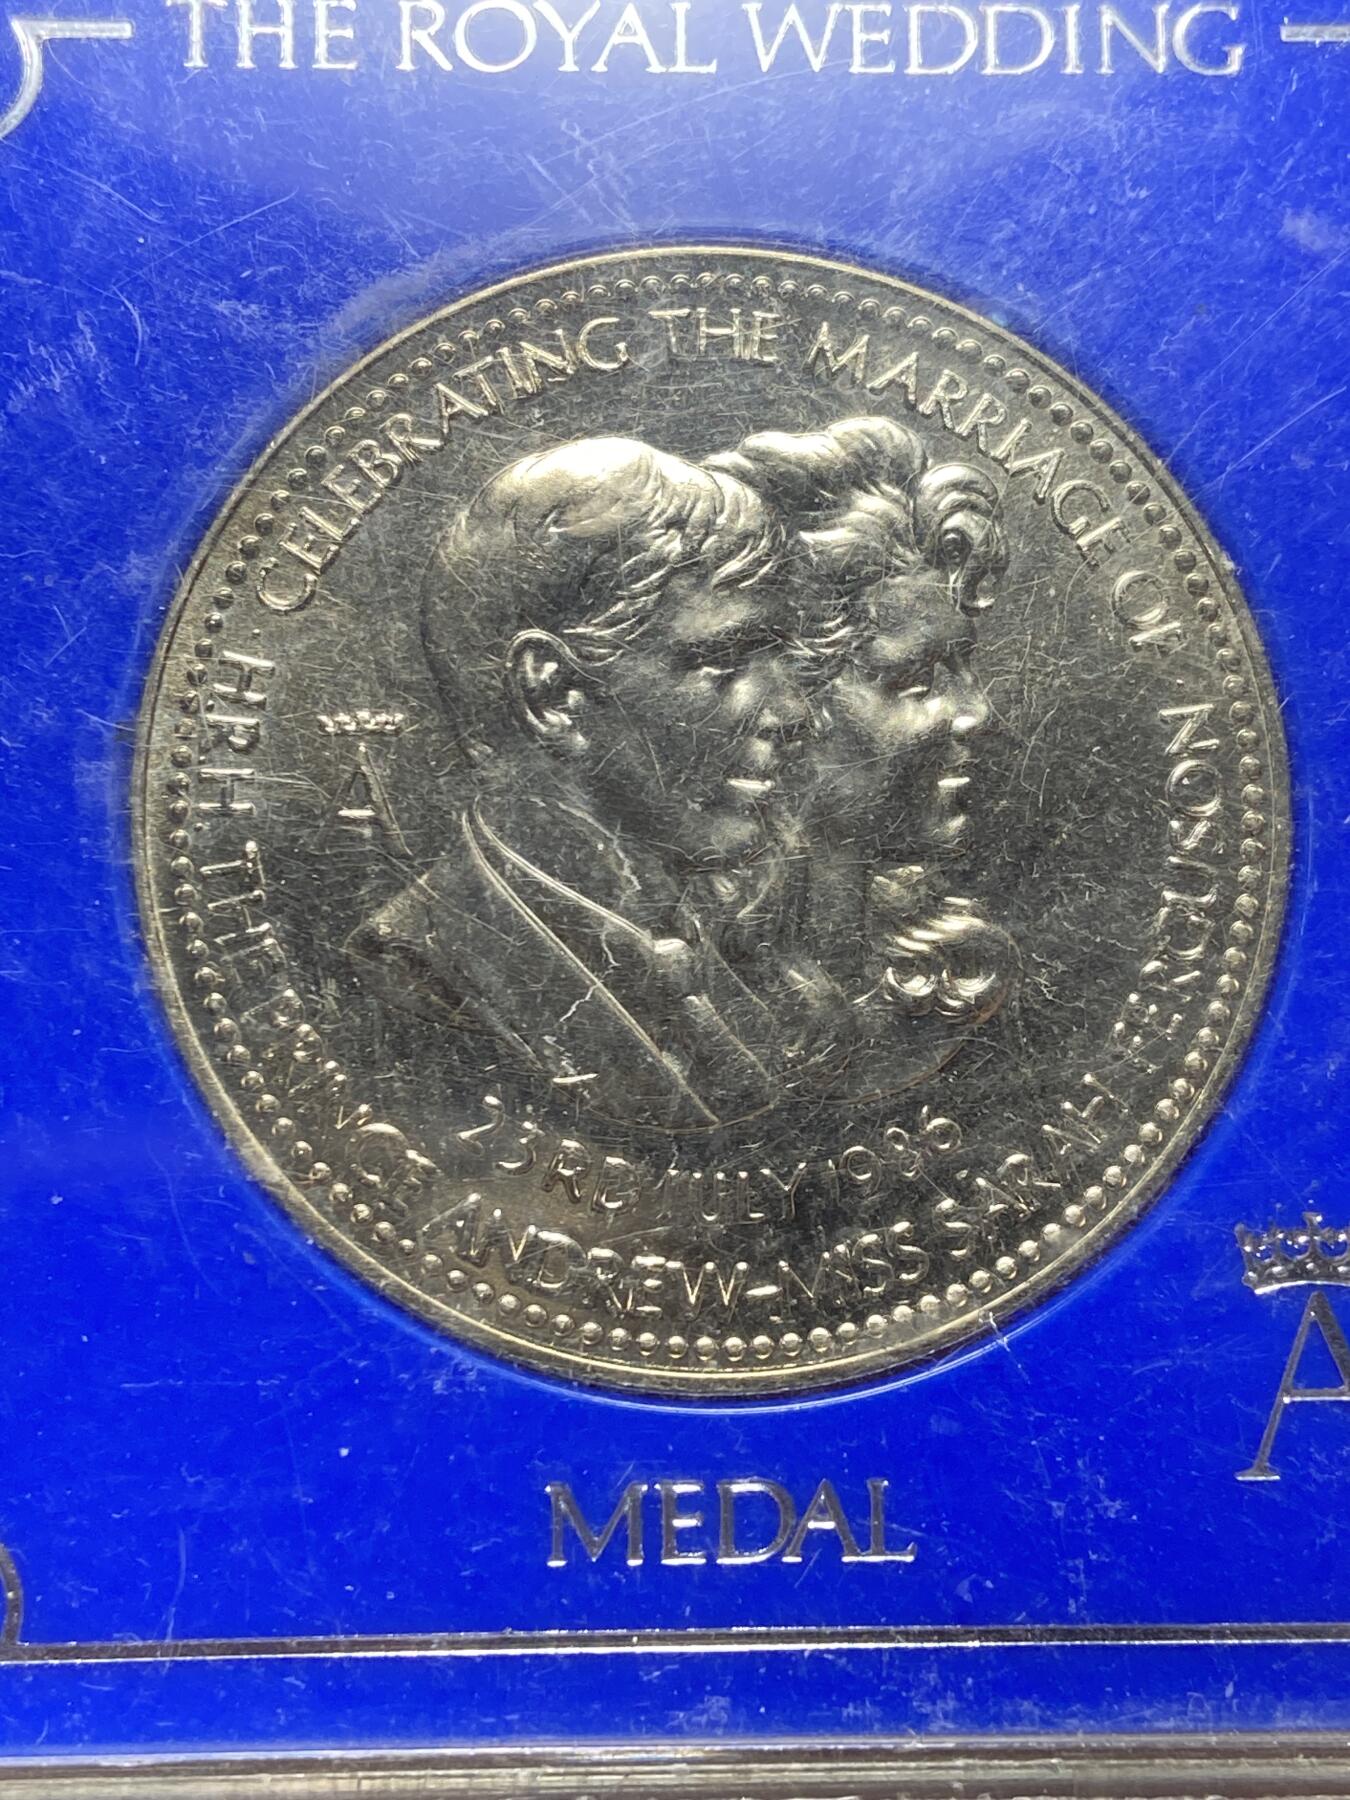 THE ROYAL WEDDING
CELEBRATING THE MARRIAGE OF
H.R.H. THE PRINCE ANDREW-MISS SARAH FERGUSON
A
23RD JULY 1986
A
MEDAL